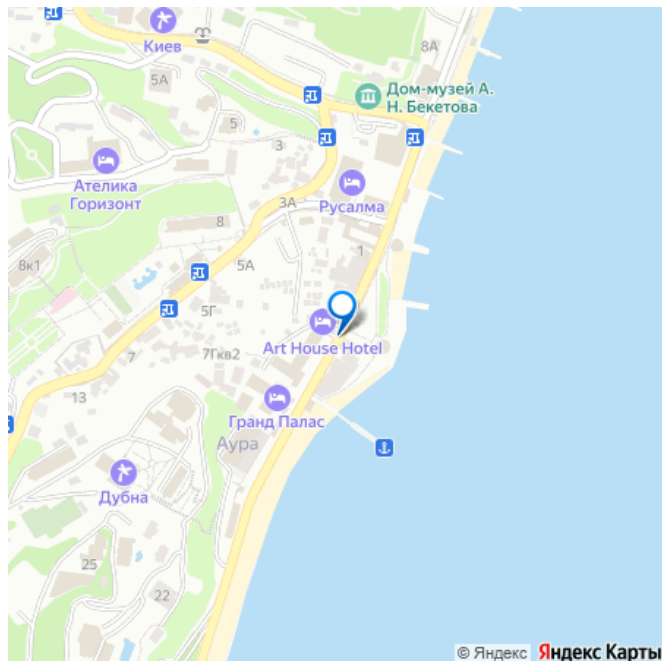 Киев
8А
5А
Дом-музей А.
Н. Бекетова
5
3
Ателика
Горизонт
Русалма
3А
8
1
8к1
5А
5Г
Art House Hotel
7Гкв2
7
13
Гранд Палас
Аура
Дубна
25
22
© Яндекс Яндекс Карты